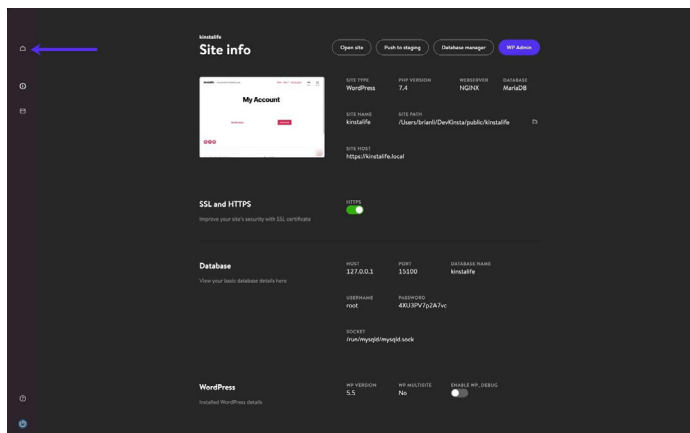 kinstalife
Site info
Open site
Push to staging
Database manager
WP Admin
My Account
SITE TYPE
PHP VERSION
WEBSERVER
DATABASE
WordPress
7.4
NGINX
MariaDB
SITE NAME
SITE PATH
kinstalife
/Users/brianli/DevKinsta/public/kinstalife
SITE HOST
https://kinstalife.local
SSL and HTTPS
HTTPS
Improve your site's security with SSL certificate
Database
HOST
PORT
DATABASE NAME
View your basic database details here
127.0.0.1
15100
kinstalife
USERNAME
PASSWORD
root
4XU3PV7p2A7vc
SOCKET
/run/mysqld/mysqld.sock
WordPress
WP VERSION
WP MULTISITE
ENABLE WP_DEBUG
Installed WordPress details
5.5
No